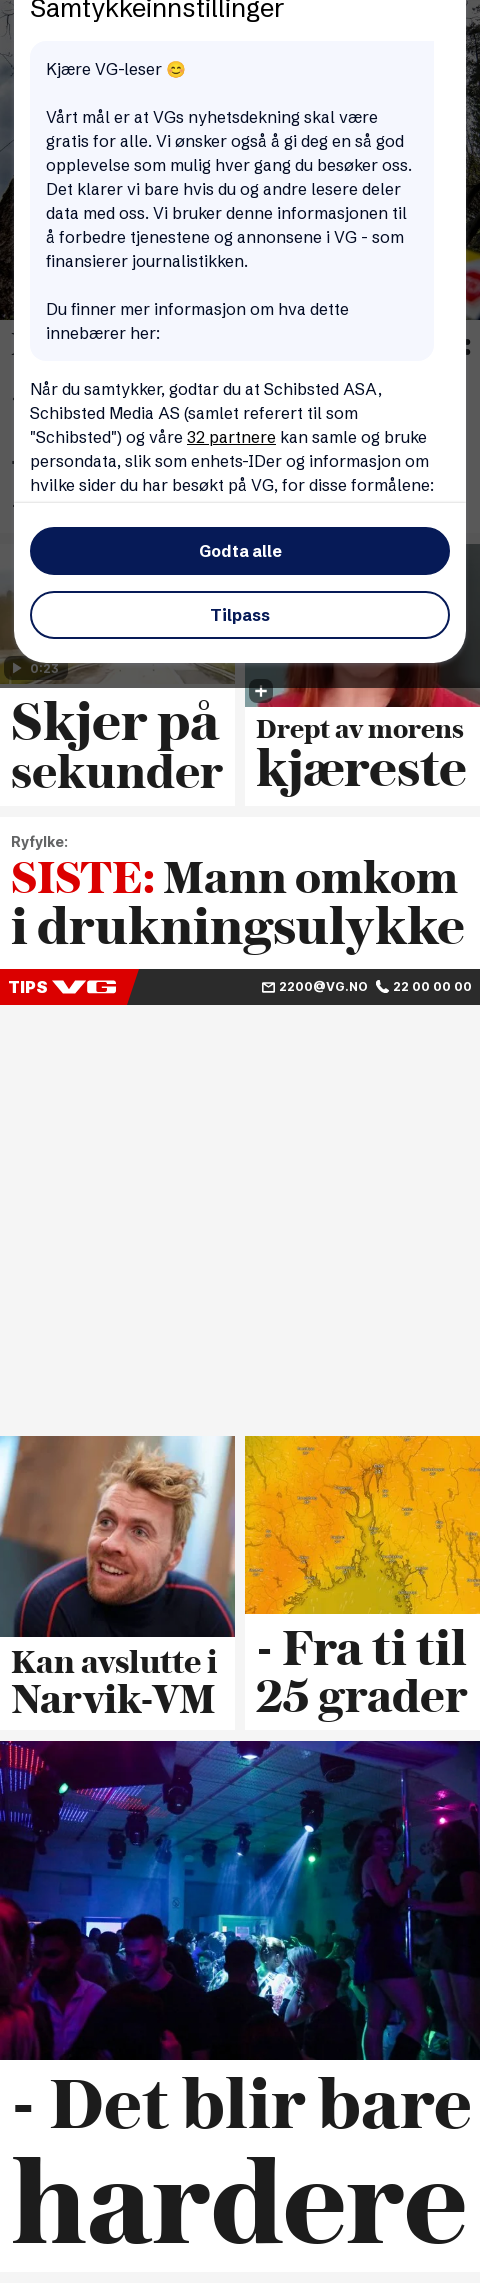 Samtykkeinnstillinger
Kjære VG-leser 😊
Vårt mål er at VGs nyhetsdekning skal være
gratis for alle. Vi ønsker også å gi deg en så god
opplevelse som mulig hver gang du besøker oss.
Det klarer vi bare hvis du og andre lesere deler
data med oss. Vi bruker denne informasjonen til
å forbedre tjenestene og annonsene i VG - som
finansierer journalistikken.
Du finner mer informasjon om hva dette
innebærer her:
Når du samtykker, godtar du at Schibsted ASA,
Schibsted Media AS (samlet referert til som
"Schibsted") og våre 32 partnere kan samle og bruke
persondata, slik som enhets-IDer og informasjon om
hvilke sider du har besøkt på VG, for disse formålene:
Godta alle
Tilpass
0:23
Skjer på
sekunder
Drept av morens
kjæreste
Ryfylke:
SISTE: Mann omkom
i drukningsulykke
TIPS VG 2200@VG.NO 22 00 00 00
Kan avslutte i
Narvik-VM
- Fra ti til
25 grader
- Det blir bare
hardere